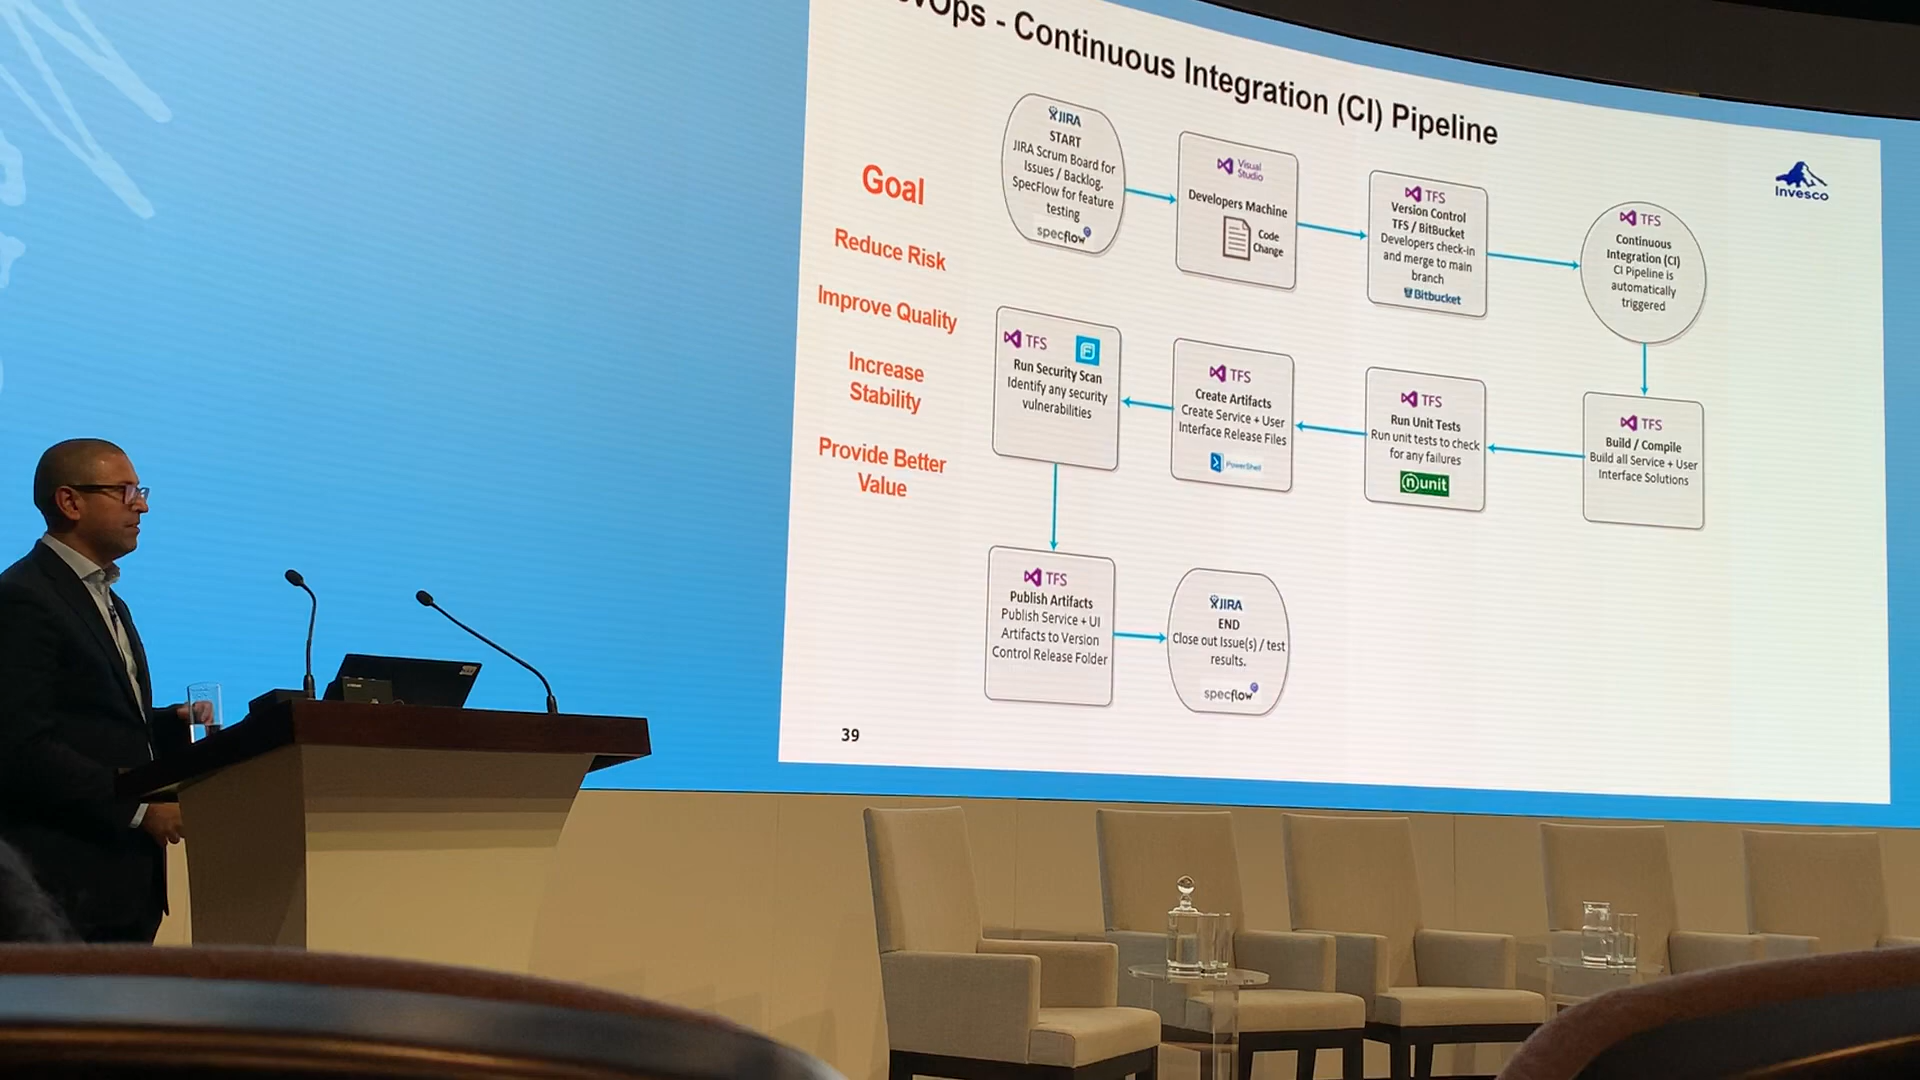 - Continuous Integration (CI) Pipeline
Invesco
Goal
Reduce Risk
Improve Quality
Increase
Stability
Provide Better
Value
JIRA
START
JIRA Scrum Board for
Issues / Backlog.
SpecFlow for feature
testing
specflow
Visual
Studio
Developers Machine
Code
Change
TFS
Version Control
TFS / BitBucket
Developers check-in
and merge to main
branch
Bitbucket
TFS
Continuous
Integration (CI)
CI Pipeline is
automatically
triggered
TFS
Build / Compile
Build all Service + User
Interface Solutions
TFS
Run Unit Tests
Run unit tests to check
for any failures
nunit
TFS
Create Artifacts
Create Service + User
Interface Release Files
PowerShell
TFS
Run Security Scan
Identify any security
vulnerabilities
TFS
Publish Artifacts
Publish Service + UI
Artifacts to Version
Control Release Folder
JIRA
END
Close out Issue(s) / test
results.
specflow
39